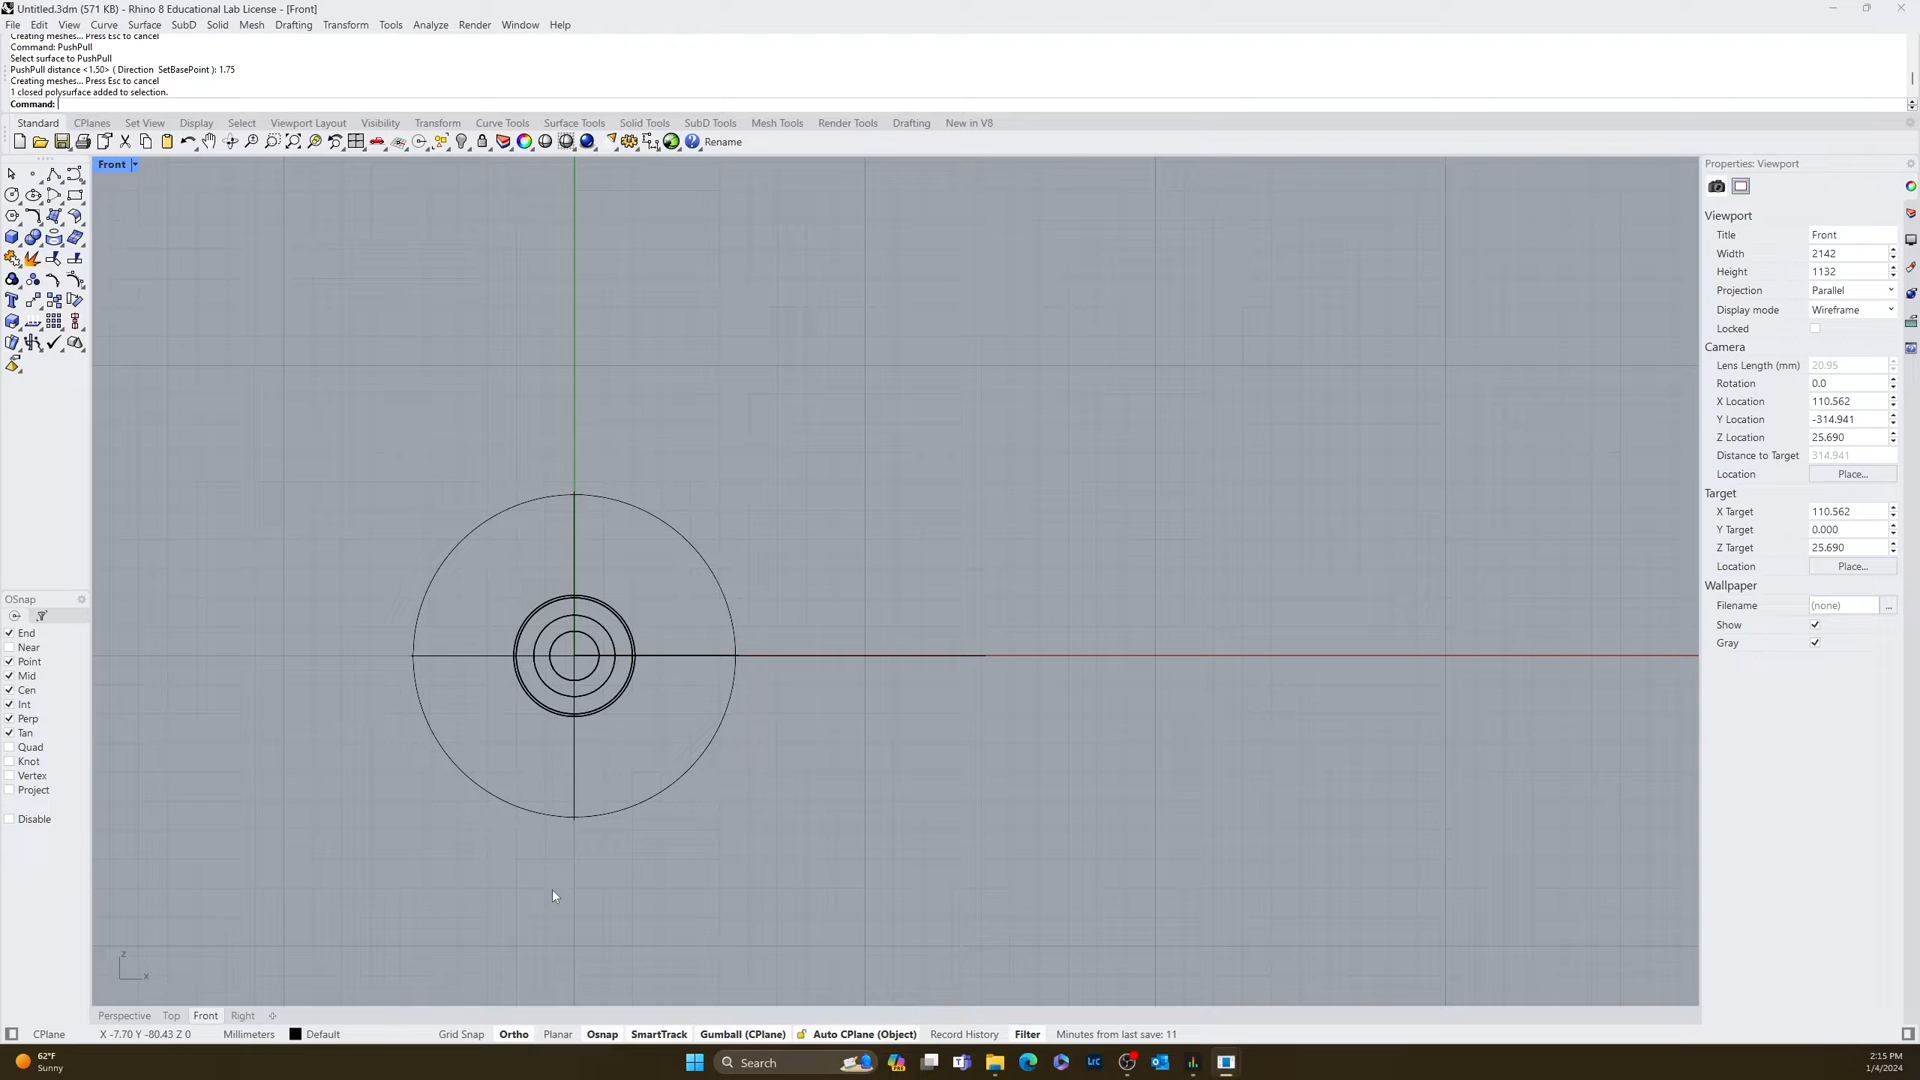 Untitled.3dm (571 KB) - Rhino 8 Educational Lab License - [Front]
File Edit View Curve Surface SubD Solid Mesh Drafting Transform Tools Analyze Render Window Help
Creating meshes... Press Esc to cancel
Command: PushPull
Select surface to PushPull
PushPull distance <1.50> ( Direction SetBasePoint ): 1.75
Creating meshes... Press Esc to cancel
1 closed polysurface added to selection.
Command:
Standard CPlanes Set View Display Select Viewport Layout Visibility Transform Curve Tools Surface Tools Solid Tools SubD Tools Mesh Tools Render Tools Drafting New in V8
Rename
Front
Properties: Viewport
Viewport
Title Front
Width 2142
Height 1132
Projection Parallel
Display mode Wireframe
Locked
Camera
Lens Length (mm) 20.95
Rotation 0.0
X Location 110.562
Y Location -314.941
Z Location 25.690
Distance to Target 314.941
Location Place...
Target
X Target 110.562
Y Target 0.000
Z Target 25.690
Location Place...
Wallpaper
Filename (none) ...
Show
Gray
OSnap
End
Near
Point
Mid
Cen
Int
Perp
Tan
Quad
Knot
Vertex
Project
Disable
z
x
Perspective Top Front Right
CPlane X -7.70 Y -80.43 Z 0 Millimeters Default Grid Snap Ortho Planar Osnap SmartTrack Gumball (CPlane) Auto CPlane (Object) Record History Filter Minutes from last save: 11
62°F
Sunny
Search
LrC
2:15 PM
1/4/2024